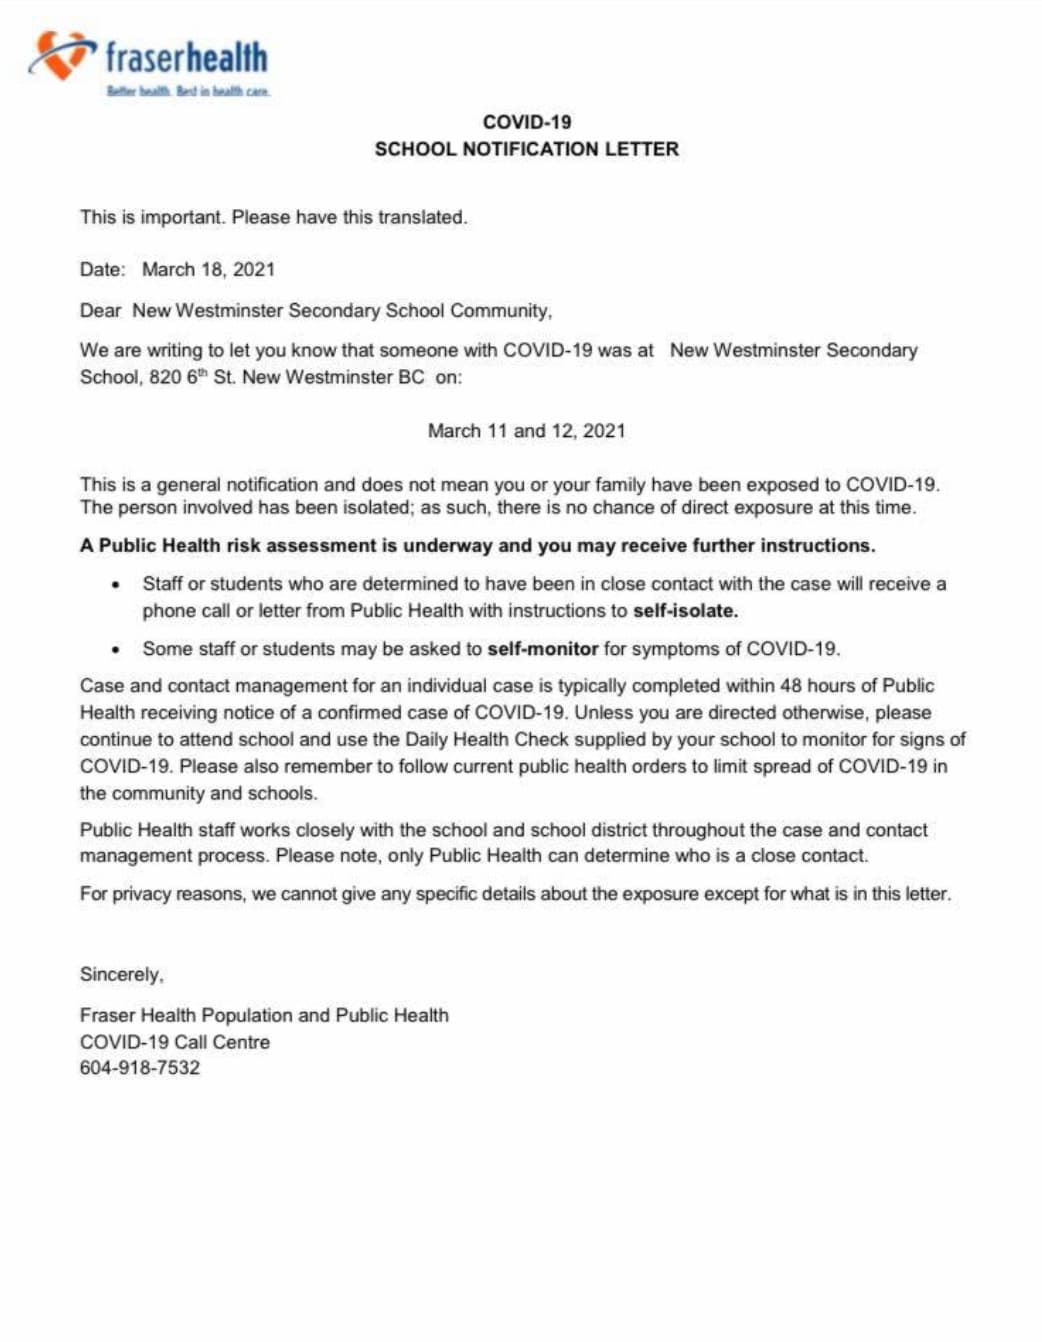 fraserhealth
Better health. Best in health care.
COVID-19
SCHOOL NOTIFICATION LETTER
This is important. Please have this translated.
Date: March 18, 2021
Dear New Westminster Secondary School Community,
We are writing to let you know that someone with COVID-19 was at New Westminster Secondary
School, 820 6th St. New Westminster BC on:
March 11 and 12, 2021
This is a general notification and does not mean you or your family have been exposed to COVID-19.
The person involved has been isolated; as such, there is no chance of direct exposure at this time.
A Public Health risk assessment is underway and you may receive further instructions.
• Staff or students who are determined to have been in close contact with the case will receive a
phone call or letter from Public Health with instructions to self-isolate.
• Some staff or students may be asked to self-monitor for symptoms of COVID-19.
Case and contact management for an individual case is typically completed within 48 hours of Public
Health receiving notice of a confirmed case of COVID-19. Unless you are directed otherwise, please
continue to attend school and use the Daily Health Check supplied by your school to monitor for signs of
COVID-19. Please also remember to follow current public health orders to limit spread of COVID-19 in
the community and schools.
Public Health staff works closely with the school and school district throughout the case and contact
management process. Please note, only Public Health can determine who is a close contact.
For privacy reasons, we cannot give any specific details about the exposure except for what is in this letter.
Sincerely,
Fraser Health Population and Public Health
COVID-19 Call Centre
604-918-7532